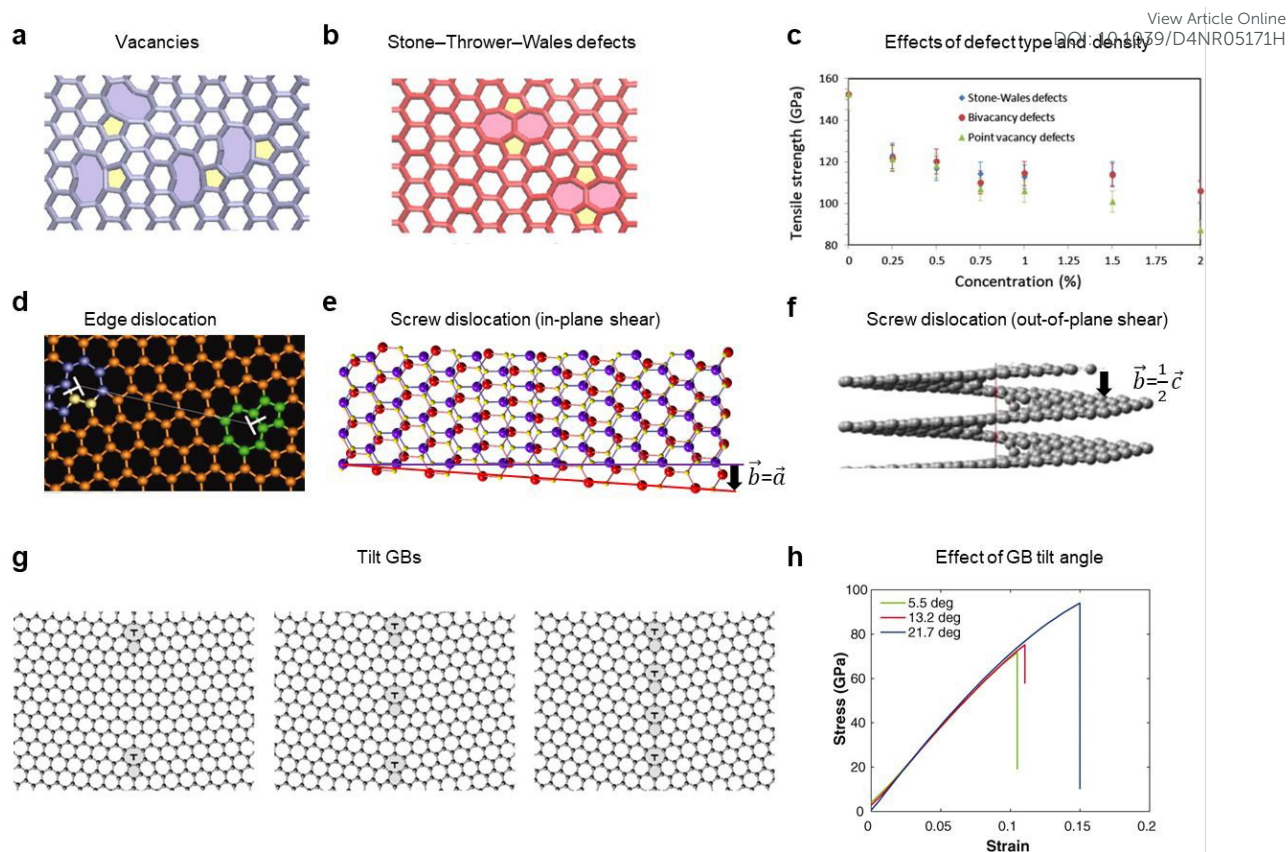 View Article Online
DOI: 10.1039/D4NR05171H
a
Vacancies
b
Stone–Thrower–Wales defects
c
Effects of defect type and density
Tensile strength (GPa)
160
140
120
100
80
Stone-Wales defects
Bivacancy defects
Point vacancy defects
0
0.25
0.5
0.75
1
1.25
1.5
1.75
2
Concentration (%)
d
Edge dislocation
e
Screw dislocation (in-plane shear)
b⃗=a⃗
f
Screw dislocation (out-of-plane shear)
b⃗=1/2 c⃗
g
Tilt GBs
h
Effect of GB tilt angle
Stress (GPa)
100
80
60
40
20
0
5.5 deg
13.2 deg
21.7 deg
0
0.05
0.1
0.15
0.2
Strain